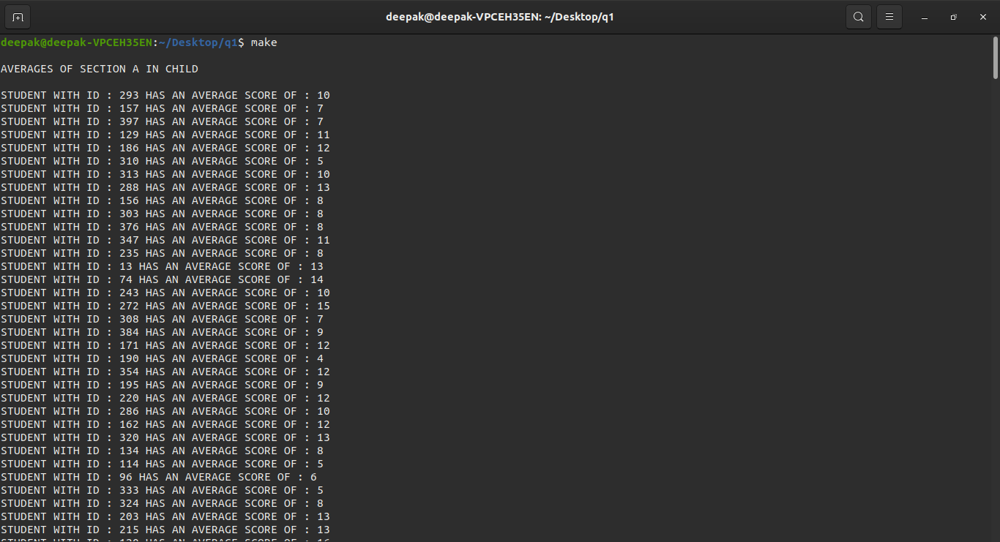 deepak@deepak-VPCEH35EN: ~/Desktop/q1
deepak@deepak-VPCEH35EN:~/Desktop/q1$ make
AVERAGES OF SECTION A IN CHILD
STUDENT WITH ID : 293 HAS AN AVERAGE SCORE OF : 10
STUDENT WITH ID : 157 HAS AN AVERAGE SCORE OF : 7
STUDENT WITH ID : 397 HAS AN AVERAGE SCORE OF : 7
STUDENT WITH ID : 129 HAS AN AVERAGE SCORE OF : 11
STUDENT WITH ID : 186 HAS AN AVERAGE SCORE OF : 12
STUDENT WITH ID : 310 HAS AN AVERAGE SCORE OF : 5
STUDENT WITH ID : 313 HAS AN AVERAGE SCORE OF : 10
STUDENT WITH ID : 288 HAS AN AVERAGE SCORE OF : 13
STUDENT WITH ID : 156 HAS AN AVERAGE SCORE OF : 8
STUDENT WITH ID : 303 HAS AN AVERAGE SCORE OF : 8
STUDENT WITH ID : 376 HAS AN AVERAGE SCORE OF : 8
STUDENT WITH ID : 347 HAS AN AVERAGE SCORE OF : 11
STUDENT WITH ID : 235 HAS AN AVERAGE SCORE OF : 8
STUDENT WITH ID : 13 HAS AN AVERAGE SCORE OF : 13
STUDENT WITH ID : 74 HAS AN AVERAGE SCORE OF : 14
STUDENT WITH ID : 243 HAS AN AVERAGE SCORE OF : 10
STUDENT WITH ID : 272 HAS AN AVERAGE SCORE OF : 15
STUDENT WITH ID : 308 HAS AN AVERAGE SCORE OF : 7
STUDENT WITH ID : 384 HAS AN AVERAGE SCORE OF : 9
STUDENT WITH ID : 171 HAS AN AVERAGE SCORE OF : 12
STUDENT WITH ID : 190 HAS AN AVERAGE SCORE OF : 4
STUDENT WITH ID : 354 HAS AN AVERAGE SCORE OF : 12
STUDENT WITH ID : 195 HAS AN AVERAGE SCORE OF : 9
STUDENT WITH ID : 220 HAS AN AVERAGE SCORE OF : 12
STUDENT WITH ID : 286 HAS AN AVERAGE SCORE OF : 10
STUDENT WITH ID : 162 HAS AN AVERAGE SCORE OF : 12
STUDENT WITH ID : 320 HAS AN AVERAGE SCORE OF : 13
STUDENT WITH ID : 134 HAS AN AVERAGE SCORE OF : 8
STUDENT WITH ID : 114 HAS AN AVERAGE SCORE OF : 5
STUDENT WITH ID : 96 HAS AN AVERAGE SCORE OF : 6
STUDENT WITH ID : 333 HAS AN AVERAGE SCORE OF : 5
STUDENT WITH ID : 324 HAS AN AVERAGE SCORE OF : 8
STUDENT WITH ID : 203 HAS AN AVERAGE SCORE OF : 13
STUDENT WITH ID : 215 HAS AN AVERAGE SCORE OF : 13
STUDENT WITH ID : HAS AN AVERAGE SCORE OF :